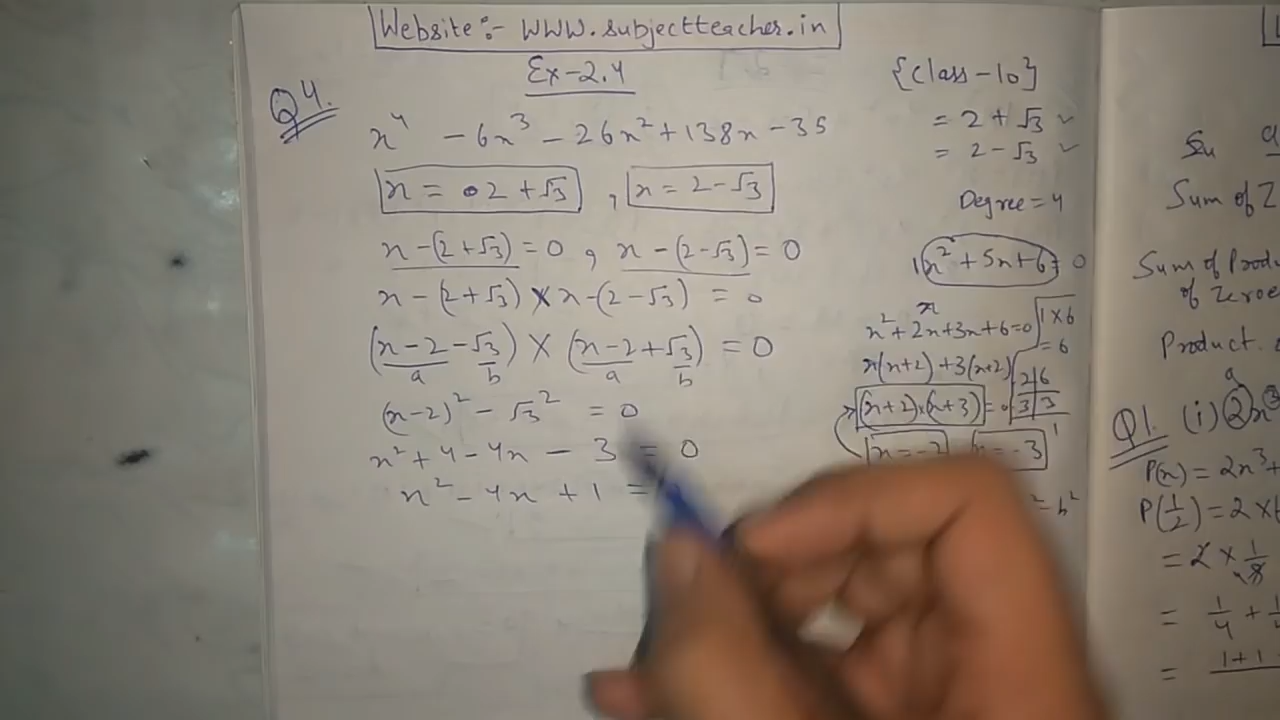 Website:- WWW.subjectteacher.in
Ex-2.4
Q4.
x⁴ - 6x³ - 26x² + 138x - 35
x = 2 + √3 , x = 2 - √3
x - (2 + √3) = 0 , x - (2 - √3) = 0
x - (2 + √3) × x - (2 - √3) = 0
(x - 2 - √3) × (x - 2 + √3) = 0
a b a b
(x - 2)² - √3² = 0
x² + 4 - 4x - 3 = 0
x² - 4x + 1 =
{Class - 10}
= 2 + √3 ✓
= 2 - √3 ✓
Degree = 4
1x² + 5x + 6 = 0
x
x² + 2x + 3x + 6 = 0
x(x + 2) + 3(x + 2)
(x + 2) × (x + 3) = 0
x = -2 x = -3
² - b²
1 × 6
= 6
2 | 6
3 | 3
1
Sum of Z
Sum of Produ
of Zeroe
Product.
a
Q1. (i) 2x³
P(x) = 2x³ +
P(1/2) = 2 ×
= 2 × 1/8
= 1/4 +
= 1 + 1